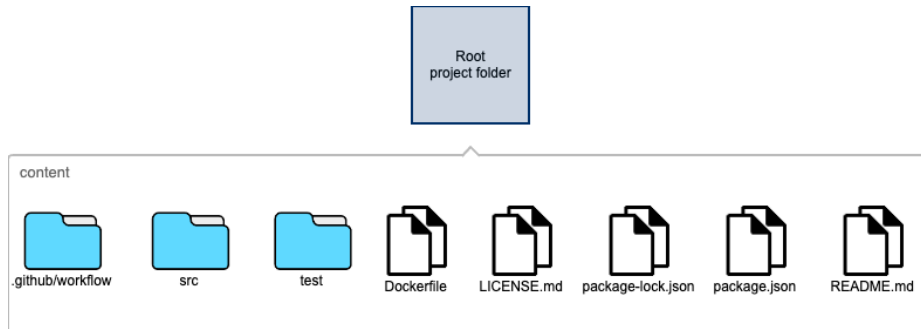 Root
project folder
content
.github/workflow
src
test
Dockerfile
LICENSE.md
package-lock.json
package.json
README.md